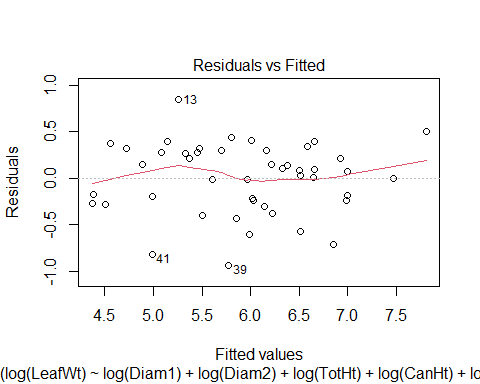 Residuals vs Fitted
1.0
0.5
0.0
-0.5
-1.0
Residuals
13
41
39
4.5 5.0 5.5 6.0 6.5 7.0 7.5
Fitted values
(log(LeafWt) ~ log(Diam1) + log(Diam2) + log(TotHt) + log(CanHt) + lo